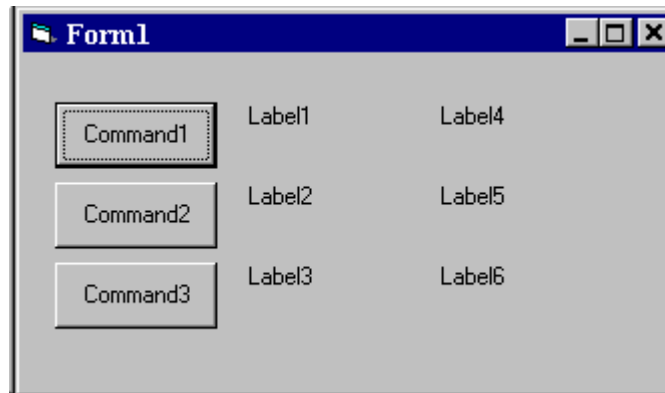 Form1
Command1 Label1 Label4
Command2 Label2 Label5
Command3 Label3 Label6